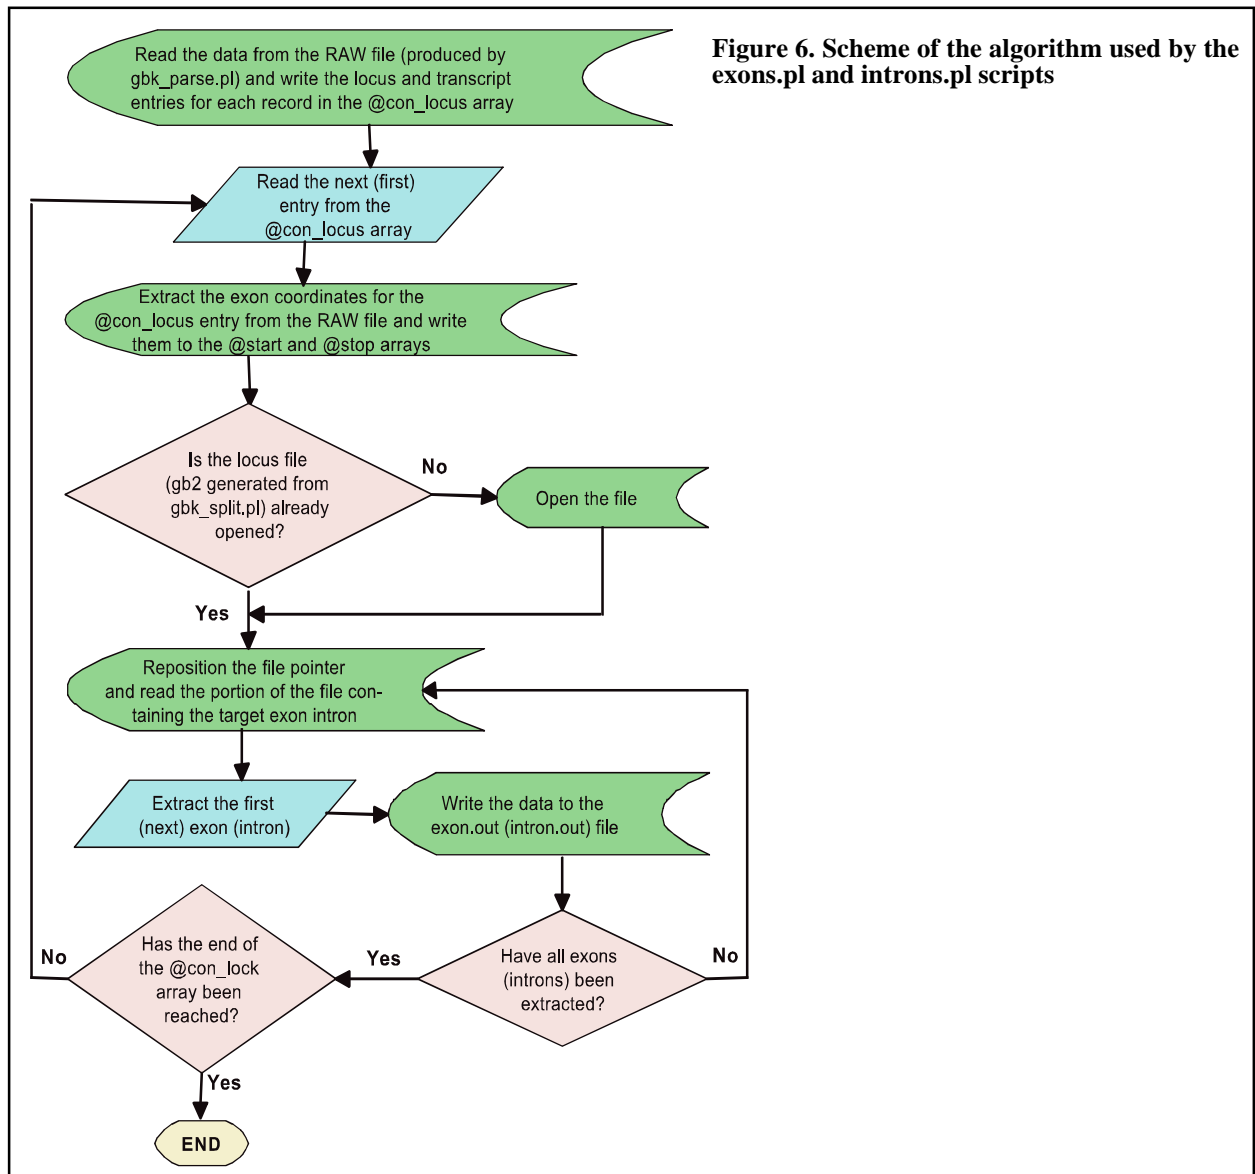 Figure 6. Scheme of the algorithm used by the
exons.pl and introns.pl scripts
Read the data from the RAW file (produced by
gbk_parse.pl) and write the locus and transcript
entries for each record in the @con_locus array
Read the next (first)
entry from the
@con_locus array
Extract the exon coordinates for the
@con_locus entry from the RAW file and write
them to the @start and @stop arrays
Is the locus file
(gb2 generated from
gbk_split.pl) already
opened?
No
Open the file
Yes
Reposition the file pointer
and read the portion of the file con-
taining the target exon intron
Extract the first
(next) exon (intron)
Write the data to the
exon.out (intron.out) file
Have all exons
(introns) been
extracted?
No
Yes
Has the end of
the @con_lock
array been
reached?
No
Yes
END